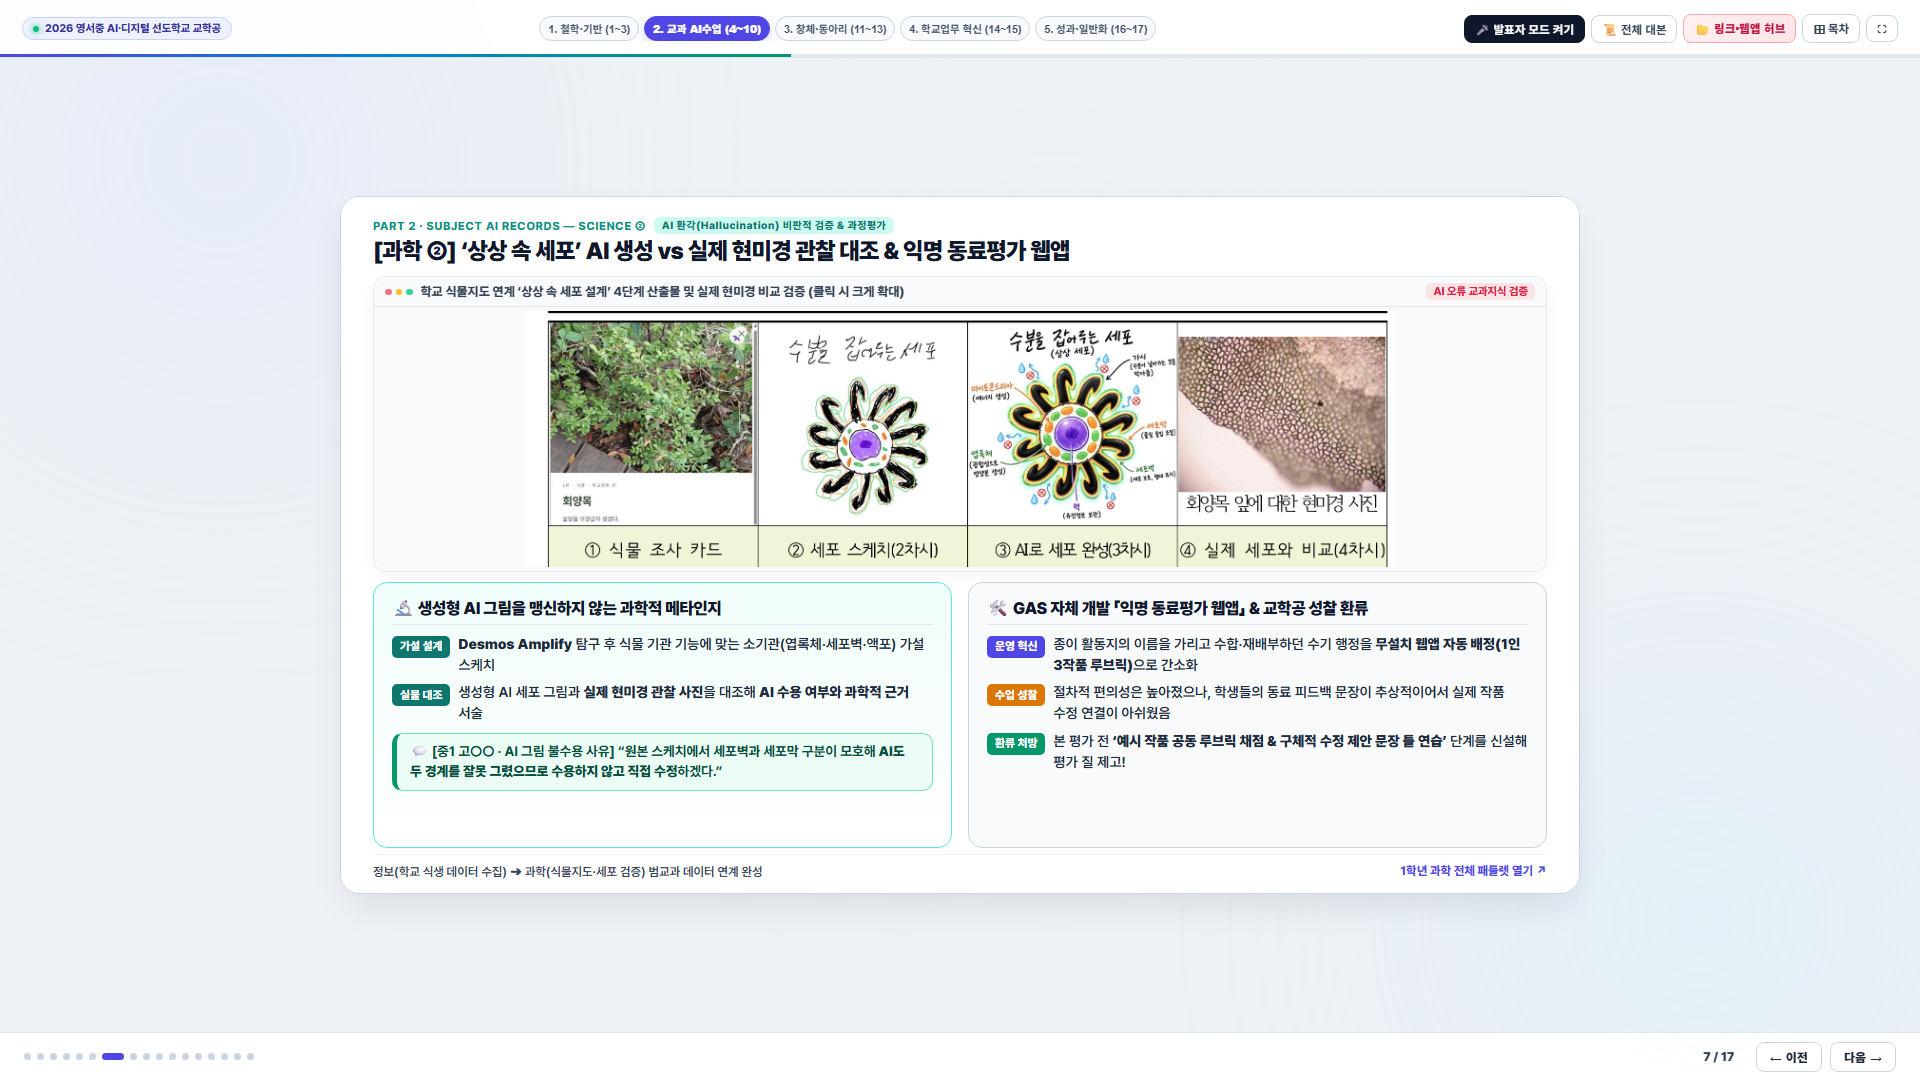 2026 영서중 AI·디지털 선도학교 교학공
1. 철학·기반 (1~3)
2. 교과 AI수업 (4~10)
3. 창체·동아리 (11~13)
4. 학교업무 혁신 (14~15)
5. 성과·일반화 (16~17)
발표자 모드 켜기
전체 대본
링크·웹앱 허브
목차
PART 2 · SUBJECT AI RECORDS — SCIENCE ②
AI 환각(Hallucination) 비판적 검증 & 과정평가
[과학 ②] ‘상상 속 세포’ AI 생성 vs 실제 현미경 관찰 대조 & 익명 동료평가 웹앱
학교 식물지도 연계 ‘상상 속 세포 설계’ 4단계 산출물 및 실제 현미경 비교 검증 (클릭 시 크게 확대)
AI 오류 교과지식 검증
회양목
수분을 잡아두는 세포
수분을 잡아두는 세포
(상상 세포)
가시
마이토콘드리아
(에너지 생성)
세포막
엽록체
세포벽
핵
(유전정보 보관)
회양목 잎에 대한 현미경 사진
① 식물 조사 카드
② 세포 스케치(2차시)
③ AI로 세포 완성(3차시)
④ 실제 세포와 비교(4차시)
생성형 AI 그림을 맹신하지 않는 과학적 메타인지
가설 설계
Desmos Amplify 탐구 후 식물 기관 기능에 맞는 소기관(엽록체·세포벽·액포) 가설
스케치
실물 대조
생성형 AI 세포 그림과 실제 현미경 관찰 사진을 대조해 AI 수용 여부와 과학적 근거
서술
[중1 고○○ · AI 그림 불수용 사유] “원본 스케치에서 세포벽과 세포막 구분이 모호해 AI도
두 경계를 잘못 그렸으므로 수용하지 않고 직접 수정하겠다.”
GAS 자체 개발 「익명 동료평가 웹앱」 & 교학공 성찰 환류
운영 혁신
종이 활동지의 이름을 가리고 수합·재배부하던 수기 행정을 무설치 웹앱 자동 배정(1인
3작품 루브릭)으로 간소화
수업 성찰
절차적 편의성은 높아졌으나, 학생들의 동료 피드백 문장이 추상적이어서 실제 작품
수정 연결이 아쉬웠음
환류 처방
본 평가 전 ‘예시 작품 공동 루브릭 채점 & 구체적 수정 제안 문장 틀 연습’ 단계를 신설해
평가 질 제고!
정보(학교 식생 데이터 수집) ➔ 과학(식물지도·세포 검증) 범교과 데이터 연계 완성
1학년 과학 전체 패들렛 열기 ↗
7 / 17
← 이전
다음 →